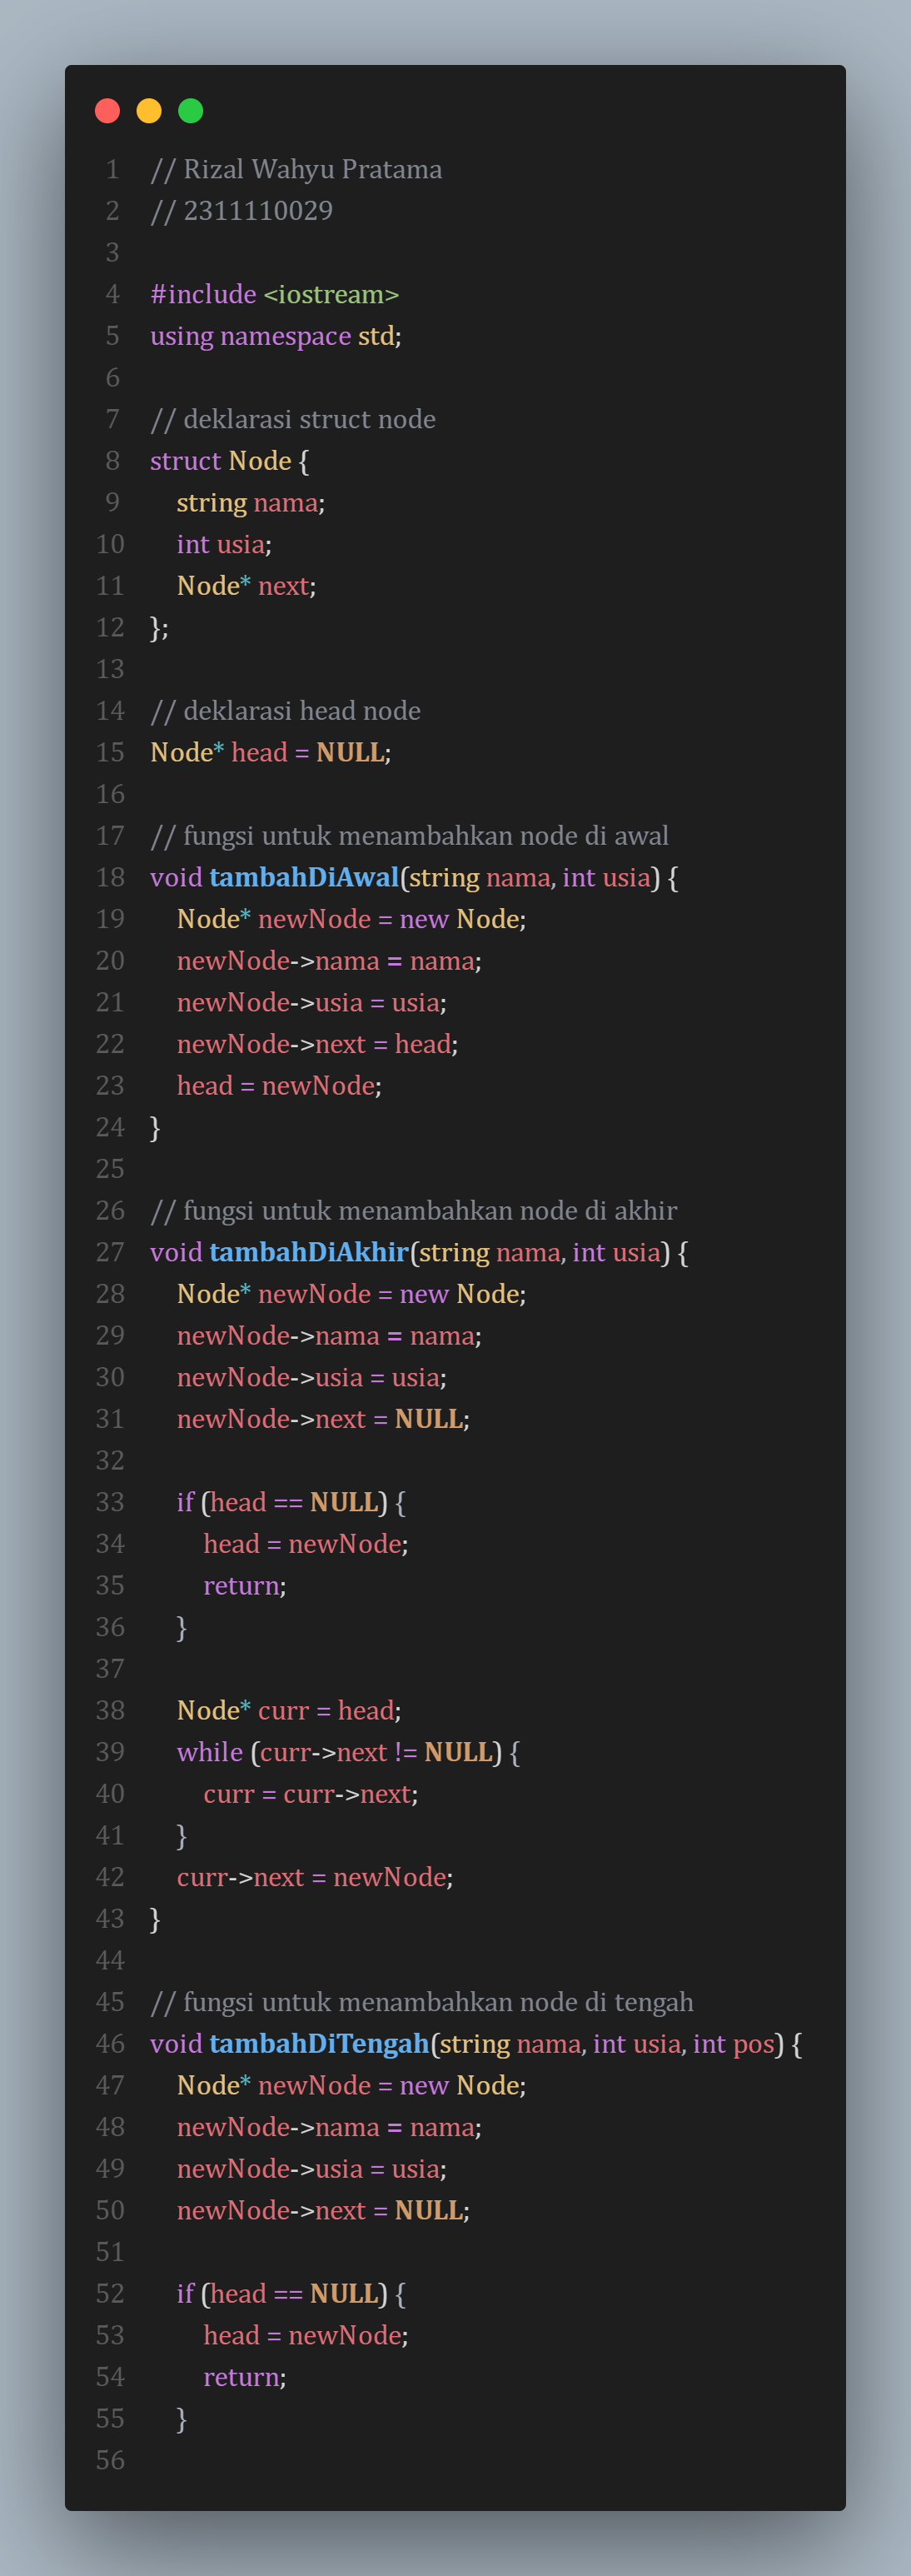 1 // Rizal Wahyu Pratama
2 // 2311110029
3
4 #include <iostream>
5 using namespace std;
6
7 // deklarasi struct node
8 struct Node {
9     string nama;
10     int usia;
11     Node* next;
12 };
13
14 // deklarasi head node
15 Node* head = NULL;
16
17 // fungsi untuk menambahkan node di awal
18 void tambahDiAwal(string nama, int usia) {
19     Node* newNode = new Node;
20     newNode->nama = nama;
21     newNode->usia = usia;
22     newNode->next = head;
23     head = newNode;
24 }
25
26 // fungsi untuk menambahkan node di akhir
27 void tambahDiAkhir(string nama, int usia) {
28     Node* newNode = new Node;
29     newNode->nama = nama;
30     newNode->usia = usia;
31     newNode->next = NULL;
32
33     if (head == NULL) {
34         head = newNode;
35         return;
36     }
37
38     Node* curr = head;
39     while (curr->next != NULL) {
40         curr = curr->next;
41     }
42     curr->next = newNode;
43 }
44
45 // fungsi untuk menambahkan node di tengah
46 void tambahDiTengah(string nama, int usia, int pos) {
47     Node* newNode = new Node;
48     newNode->nama = nama;
49     newNode->usia = usia;
50     newNode->next = NULL;
51
52     if (head == NULL) {
53         head = newNode;
54         return;
55     }
56